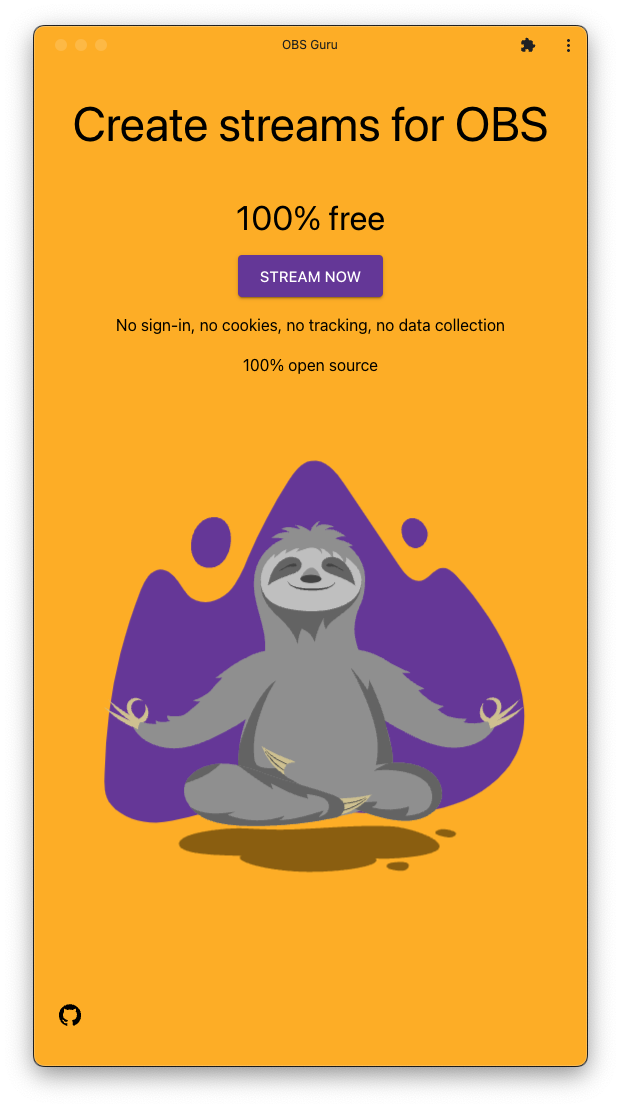 OBS Guru
Create streams for OBS
100% free
STREAM NOW
No sign-in, no cookies, no tracking, no data collection
100% open source